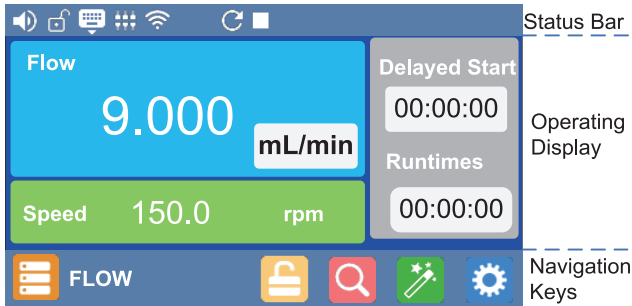 Status Bar
Flow
9.000
mL/min
Speed 150.0 rpm
Delayed Start
00:00:00
Runtimes
00:00:00
Operating
Display
FLOW
Navigation
Keys